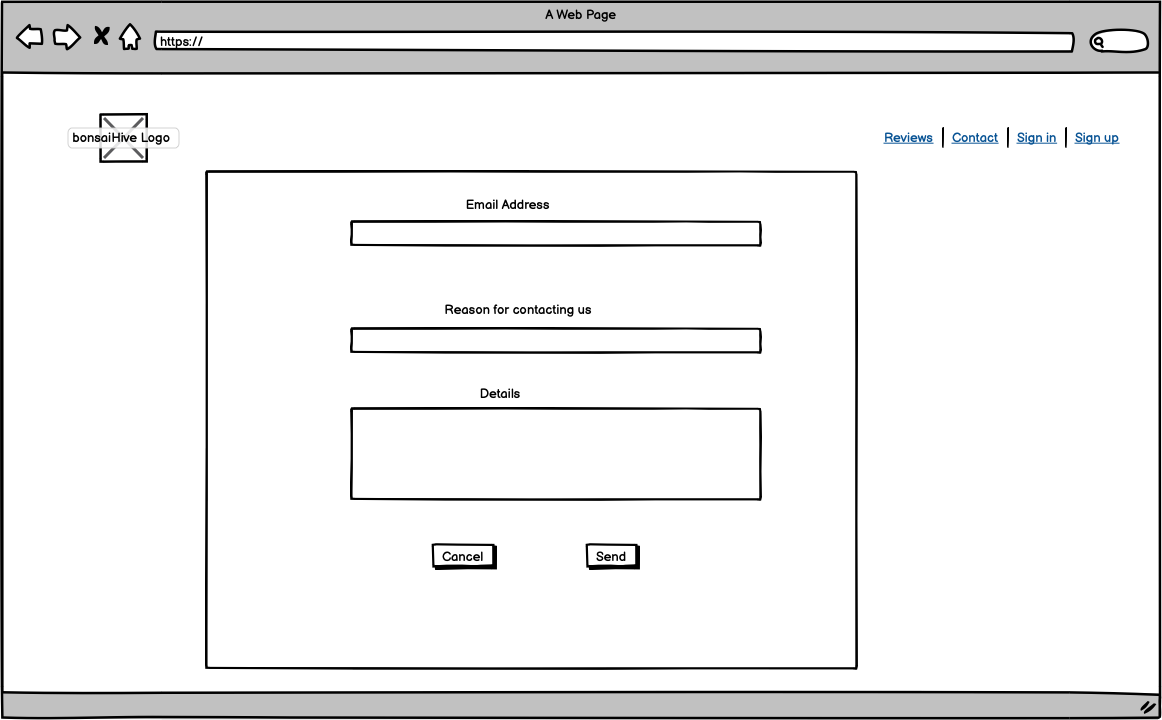 A Web Page
https://
bonsaiHive Logo
Reviews | Contact | Sign in | Sign up
Email Address
Reason for contacting us
Details
Cancel
Send